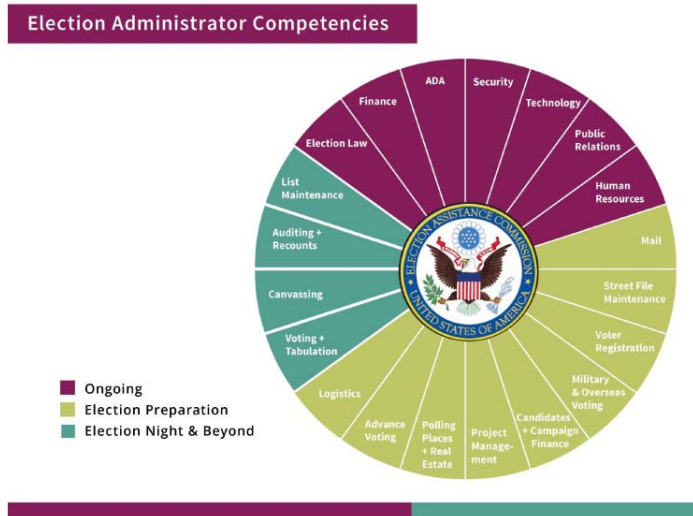 Election Administrator Competencies
ADA
Security
Finance
Technology
Election Law
Public
Relations
List
Maintenance
Human
Resources
Auditing +
Recounts
Mail
Canvassing
Street File
Maintenance
Voting +
Tabulation
Voter
Registration
Logistics
Military
& Overseas
Voting
Advance
Voting
Polling
Places
+ Real
Estate
Project
Manage-
ment
Candidates
+ Campaign
Finance
ELECTION ASSISTANCE COMMISSION
UNITED STATES OF AMERICA
Ongoing
Election Preparation
Election Night & Beyond